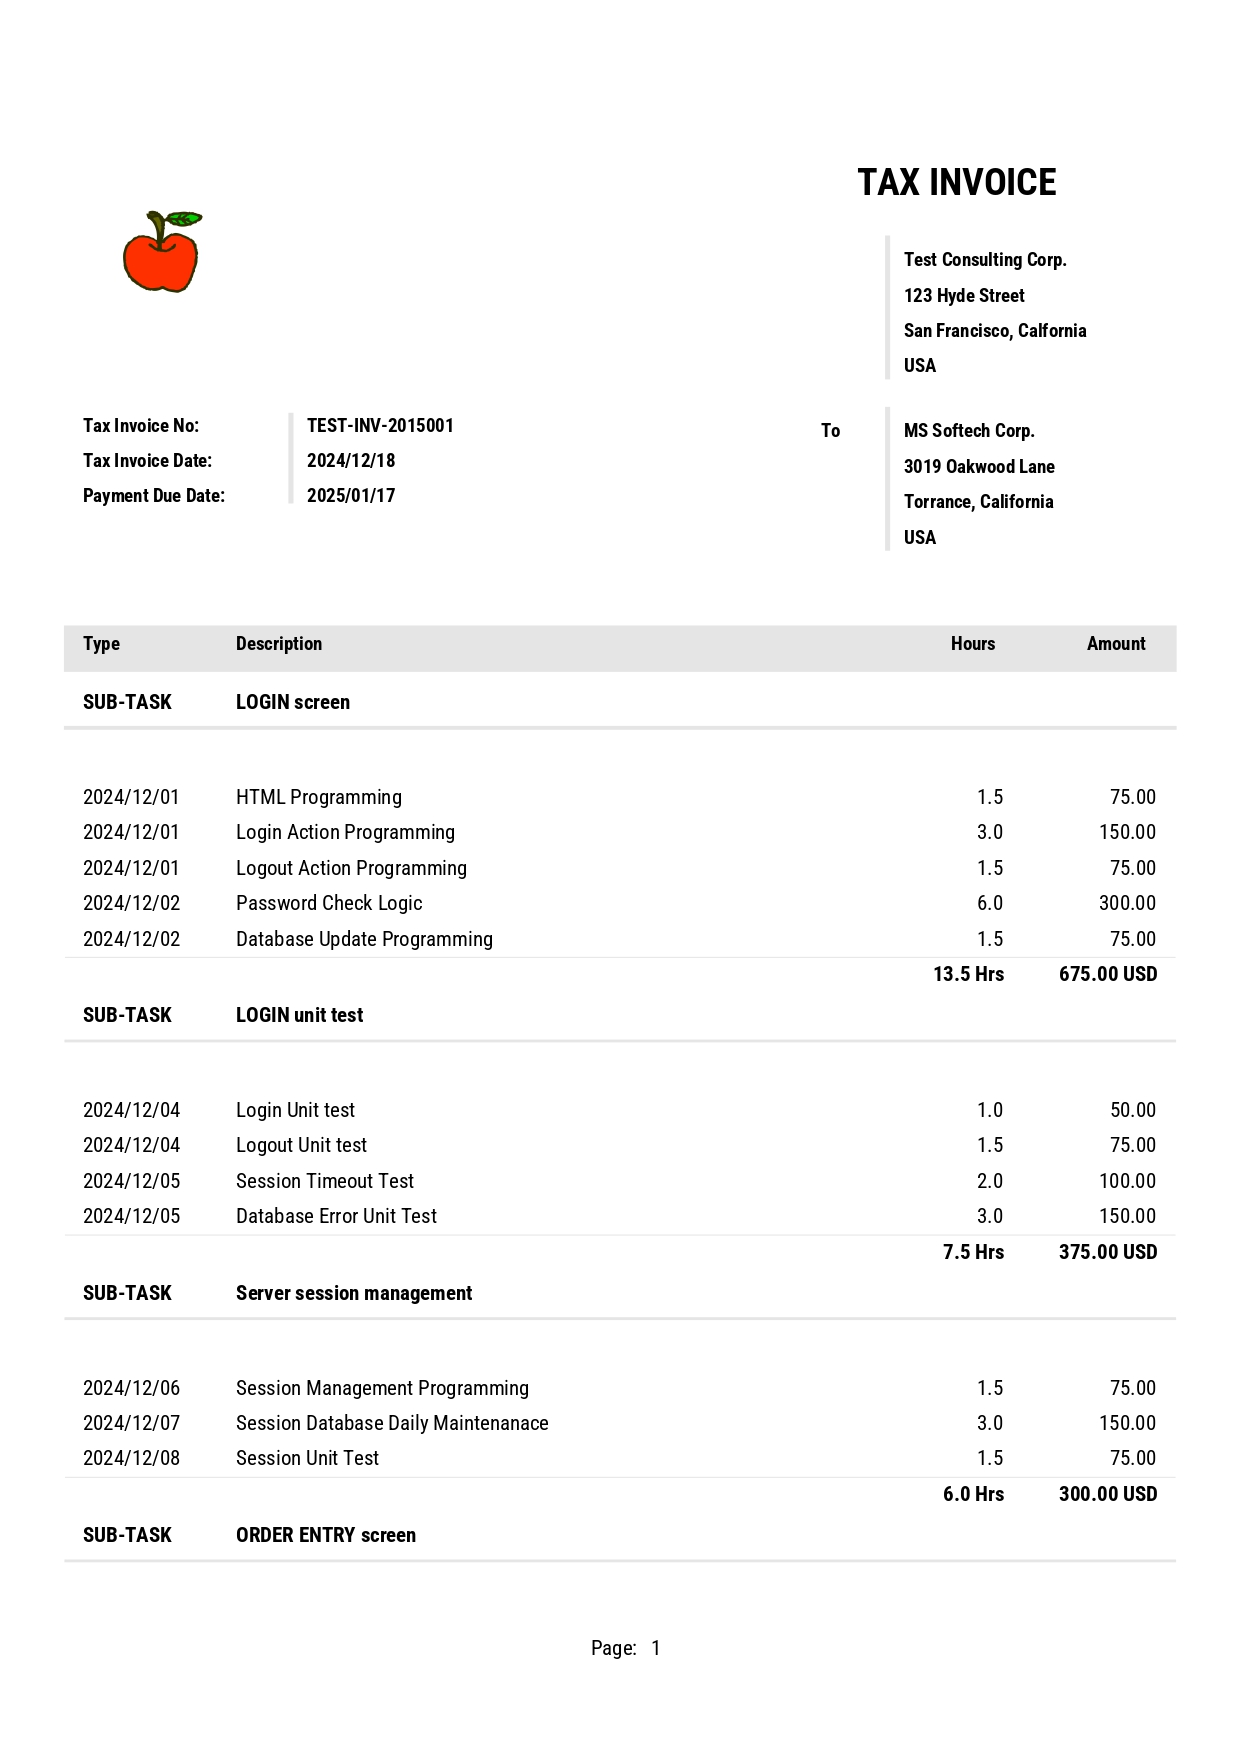 TAX INVOICE
Test Consulting Corp.
123 Hyde Street
San Francisco, Calfornia
USA
Tax Invoice No: TEST-INV-2015001
Tax Invoice Date: 2024/12/18
Payment Due Date: 2025/01/17
To MS Softech Corp.
3019 Oakwood Lane
Torrance, California
USA
Type Description Hours Amount
SUB-TASK LOGIN screen
2024/12/01 HTML Programming 1.5 75.00
2024/12/01 Login Action Programming 3.0 150.00
2024/12/01 Logout Action Programming 1.5 75.00
2024/12/02 Password Check Logic 6.0 300.00
2024/12/02 Database Update Programming 1.5 75.00
13.5 Hrs 675.00 USD
SUB-TASK LOGIN unit test
2024/12/04 Login Unit test 1.0 50.00
2024/12/04 Logout Unit test 1.5 75.00
2024/12/05 Session Timeout Test 2.0 100.00
2024/12/05 Database Error Unit Test 3.0 150.00
7.5 Hrs 375.00 USD
SUB-TASK Server session management
2024/12/06 Session Management Programming 1.5 75.00
2024/12/07 Session Database Daily Maintenanace 3.0 150.00
2024/12/08 Session Unit Test 1.5 75.00
6.0 Hrs 300.00 USD
SUB-TASK ORDER ENTRY screen
Page: 1